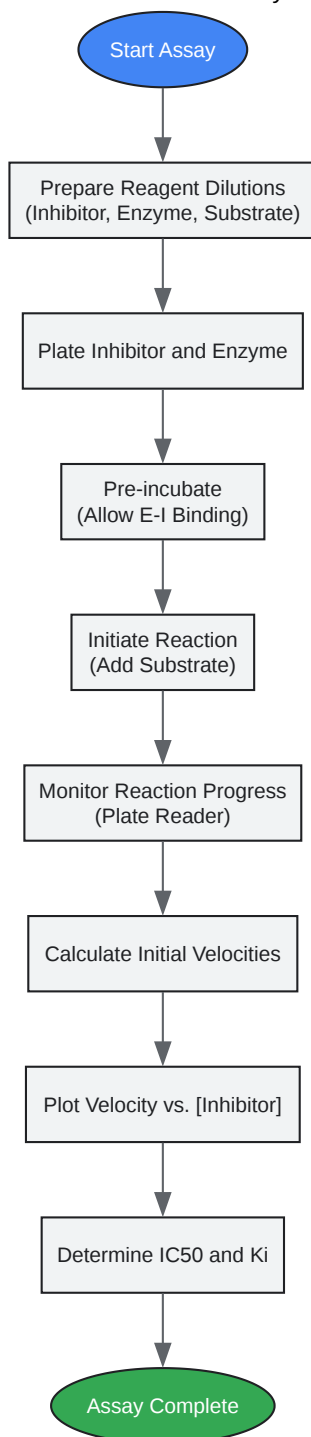 Start Assay
Prepare Reagent Dilutions
(Inhibitor, Enzyme, Substrate)
Plate Inhibitor and Enzyme
Pre-incubate
(Allow E-I Binding)
Initiate Reaction
(Add Substrate)
Monitor Reaction Progress
(Plate Reader)
Calculate Initial Velocities
Plot Velocity vs. [Inhibitor]
Determine IC50 and Ki
Assay Complete